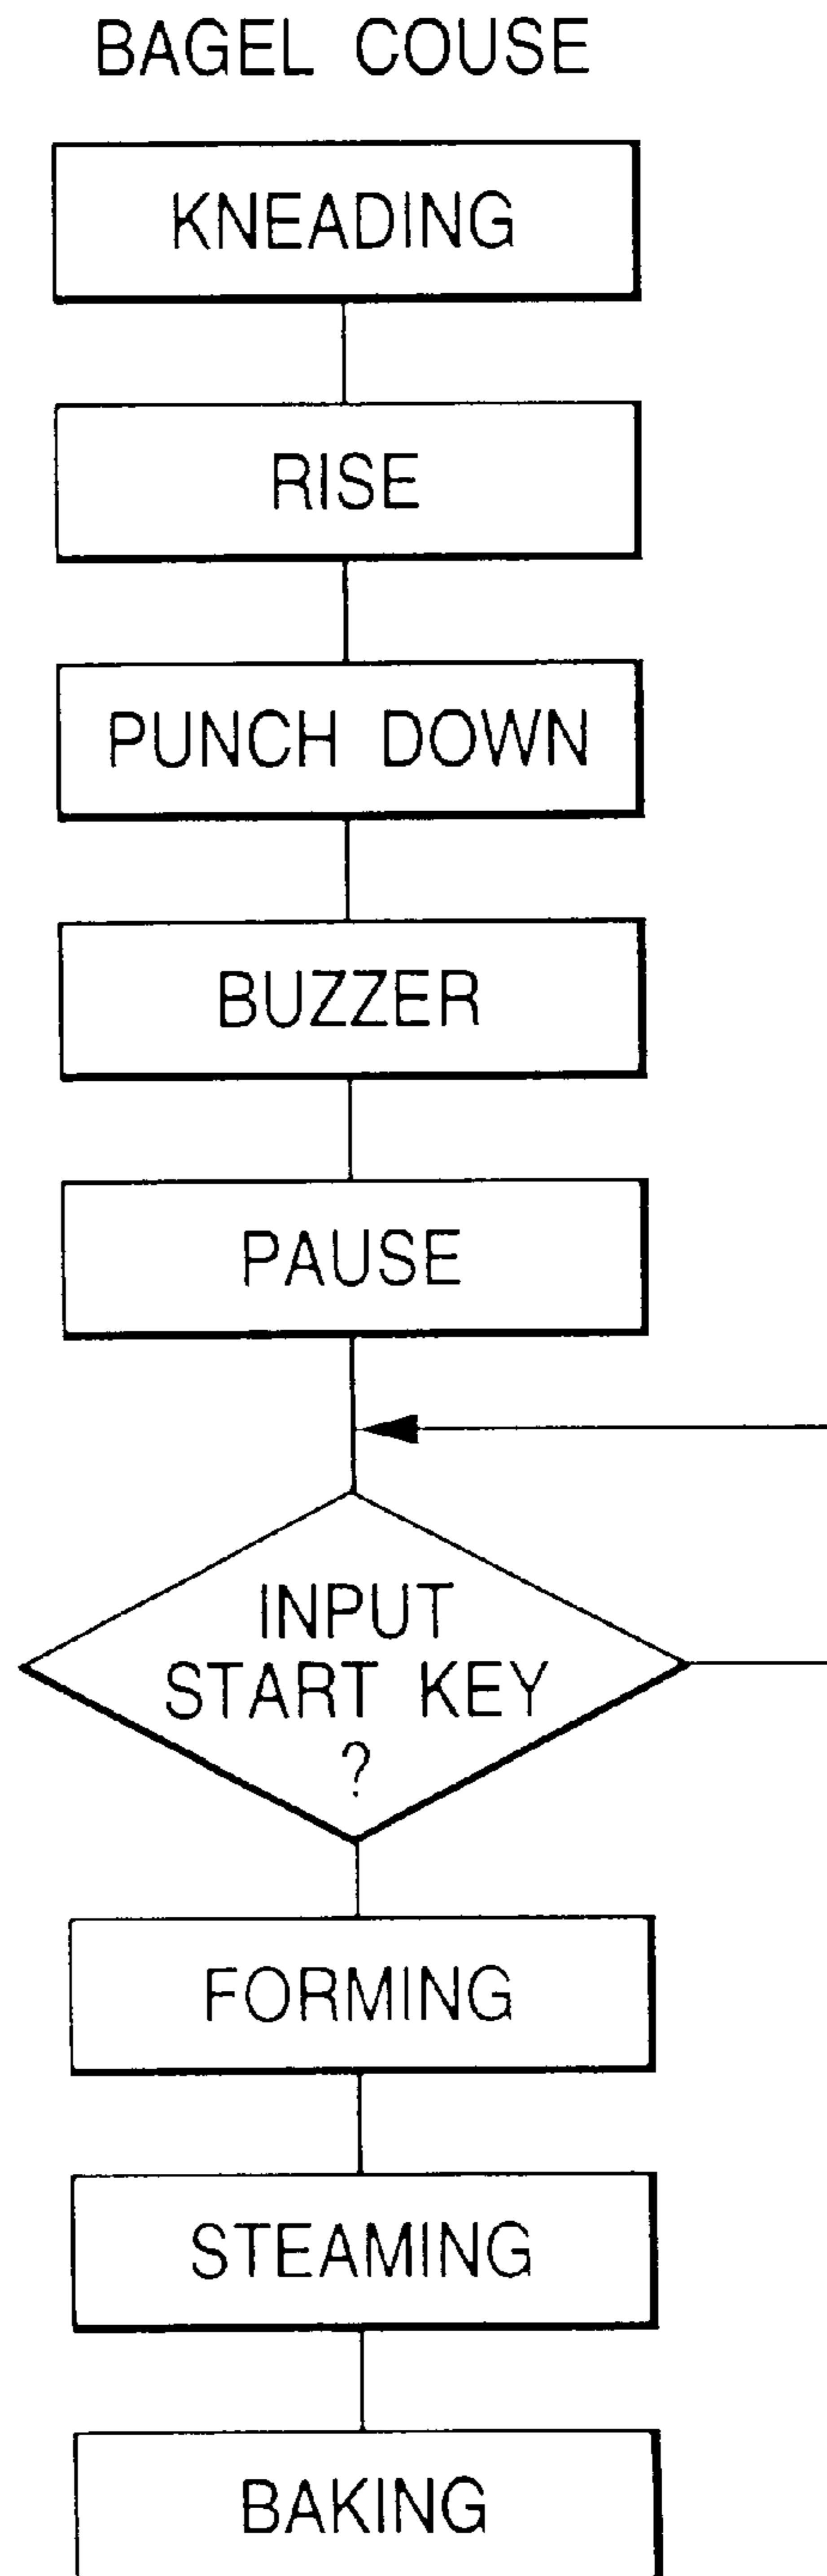 BAGEL COUSE
KNEADING
RISE
PUNCH DOWN
BUZZER
PAUSE
INPUT
START KEY
?
FORMING
STEAMING
BAKING